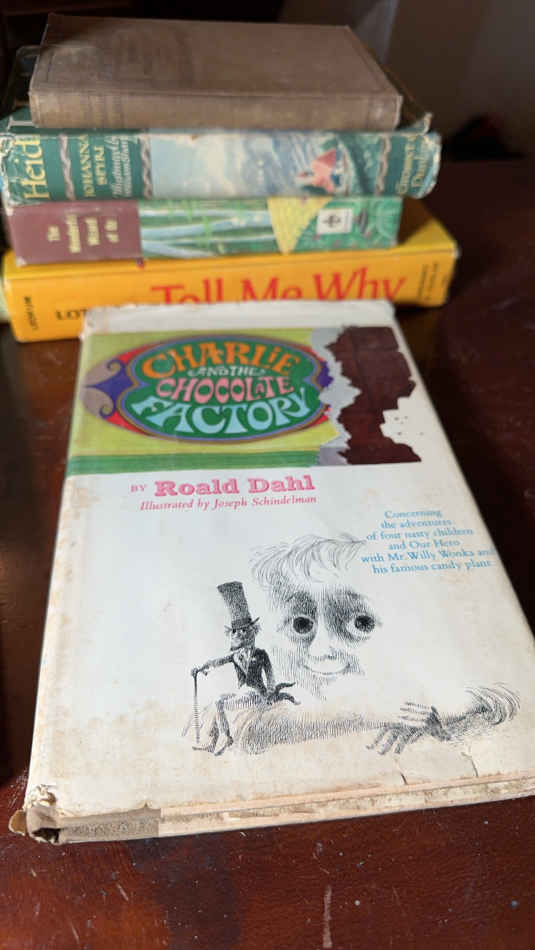 Heidi
JOHANNA
SPYRI
Illustrated by
The
Wonderful
Wizard
of Oz
Tell Me Why
CHARLIE
AND THE
CHOCOLATE
FACTORY
BY Roald Dahl
Illustrated by Joseph Schindelman
Concerning
the adventures
of four nasty children
and Our Hero
with Mr. Willy Wonka and
his famous candy plant